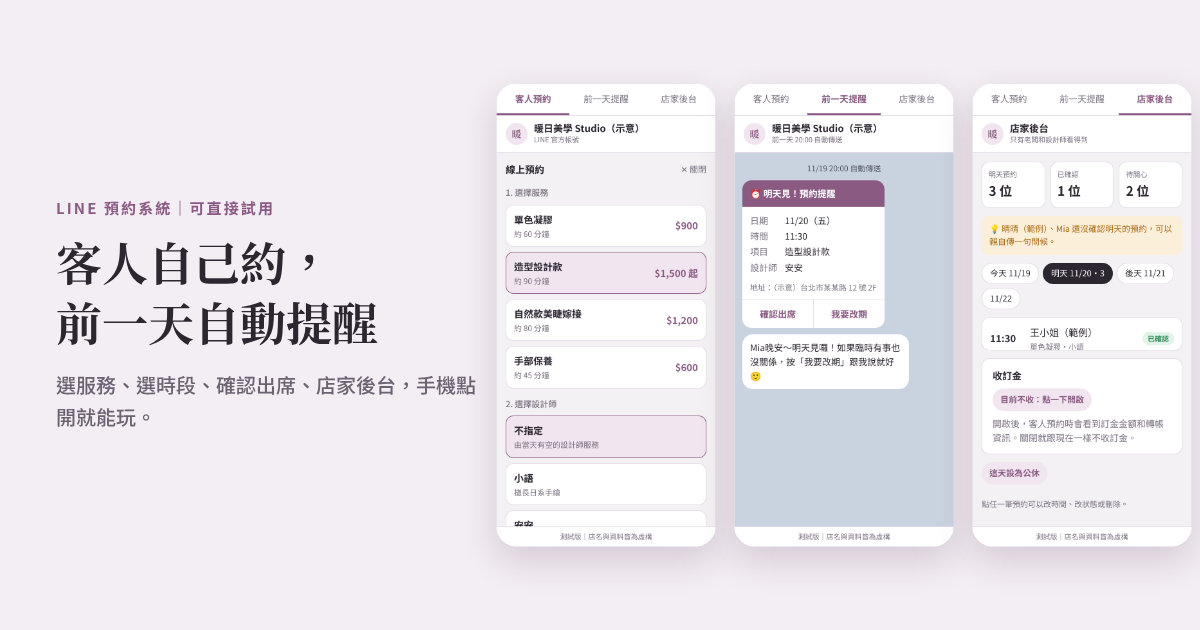 LINE 預約系統｜可直接試用
客人自己約，
前一天自動提醒
選服務、選時段、確認出席、店家後台，手機點
開就能玩。
客人預約
前一天提醒
店家後台
暖
暖日美學 Studio（示意）
LINE 官方帳號
線上預約
✕ 關閉
1. 選擇服務
單色凝膠
約 60 分鐘
$900
造型設計款
約 90 分鐘
$1,500 起
自然款美睫嫁接
約 80 分鐘
$1,200
手部保養
約 45 分鐘
$600
2. 選擇設計師
不指定
由當天有空的設計師服務
小語
擅長日系手繪
安安
測試版｜店名與資料皆為虛構
客人預約
前一天提醒
店家後台
暖
暖日美學 Studio（示意）
前一天 20:00 自動傳送
11/19 20:00 自動傳送
⏰ 明天見！預約提醒
日期 11/20（五）
時間 11:30
項目 造型設計款
設計師 安安
地址：（示意）台北市某某路 12 號 2F
確認出席
我要改期
Mia晚安～明天見囉！如果臨時有事也
沒關係，按「我要改期」跟我說就好
🙂
測試版｜店名與資料皆為虛構
客人預約
前一天提醒
店家後台
暖
店家後台
只有老闆和設計師看得到
明天預約
3 位
已確認
1 位
待關心
2 位
💡 晴晴（範例）、Mia 還沒確認明天的預約，可以
親自傳一句問候。
今天 11/19
明天 11/20・3
後天 11/21
11/22
11:30
王小姐（範例）
單色凝膠・小語
已確認
收訂金
目前不收：點一下開啟
開啟後，客人預約時會看到訂金金額和轉帳
資訊。關閉就跟現在一樣不收訂金。
這天設為公休
點任一筆預約可以改時間、改狀態或刪除。
測試版｜店名與資料皆為虛構